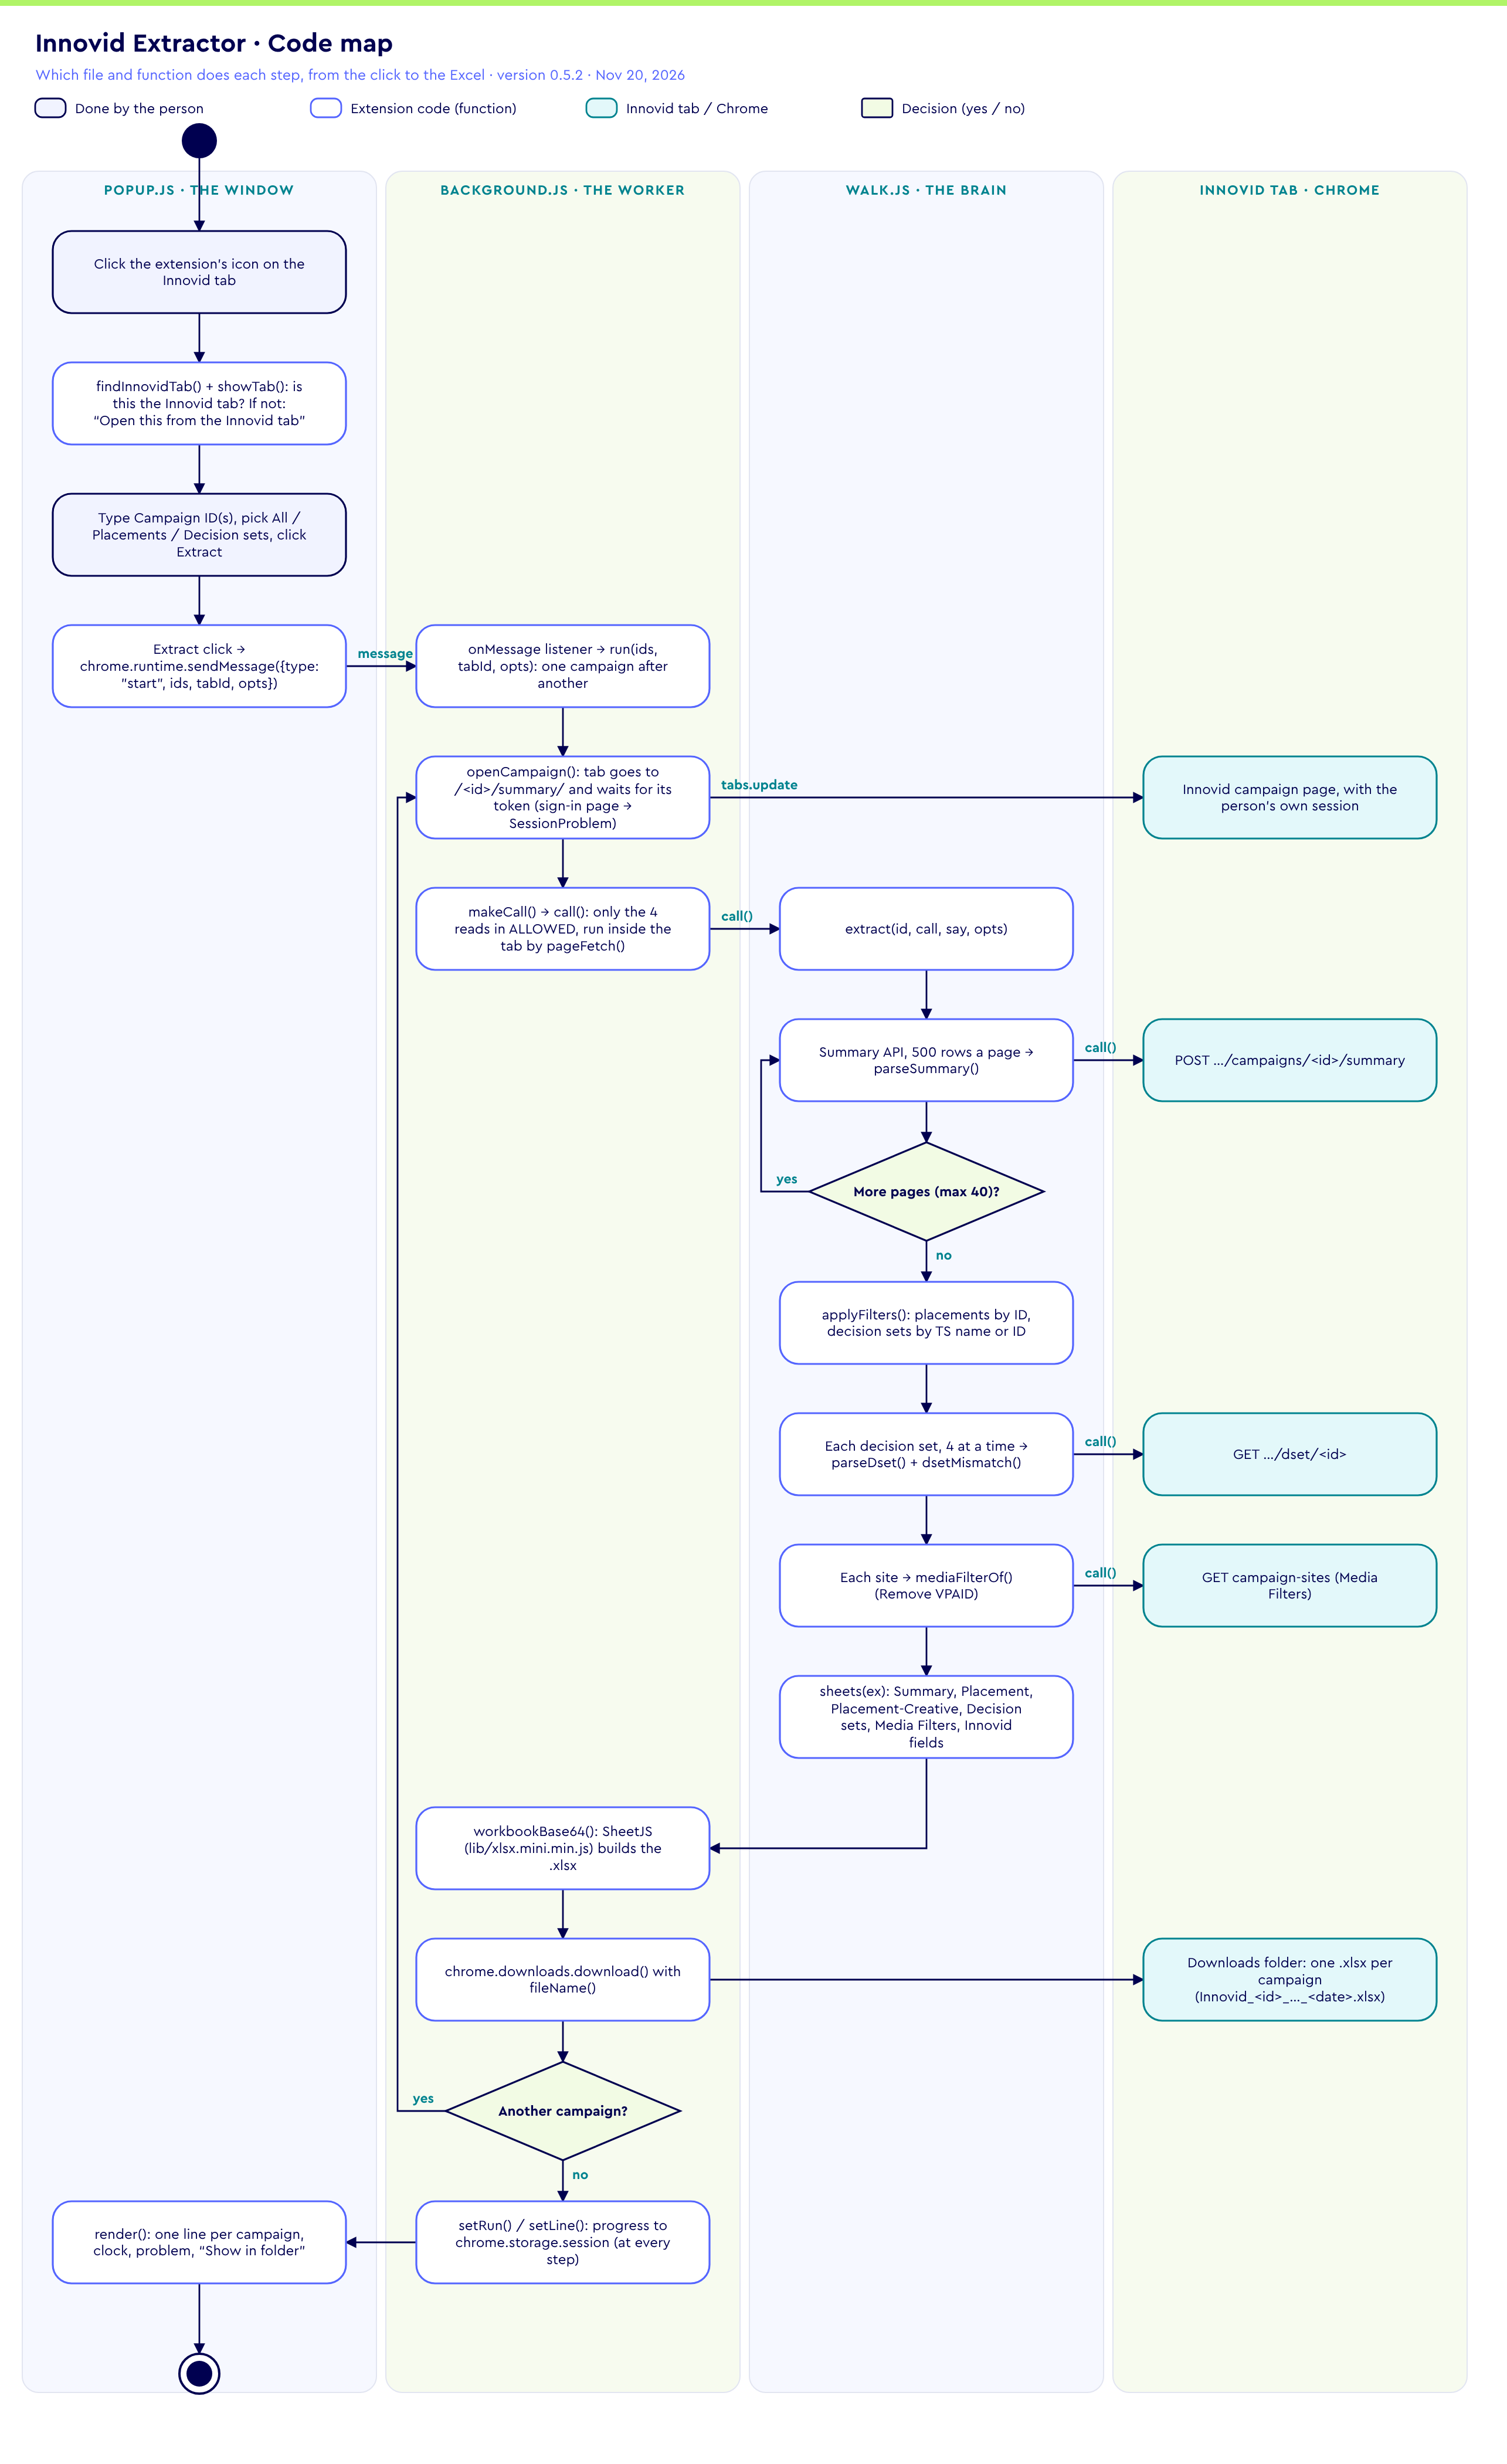 Innovid Extractor · Code map
Which file and function does each step, from the click to the Excel · version 0.5.2 · Nov 20, 2026
Done by the person
Extension code (function)
Innovid tab / Chrome
Decision (yes / no)
POPUP.JS · THE WINDOW
BACKGROUND.JS · THE WORKER
WALK.JS · THE BRAIN
INNOVID TAB · CHROME
Click the extension's icon on the
Innovid tab
findInnovidTab() + showTab(): is
this the Innovid tab? If not:
“Open this from the Innovid tab”
Type Campaign ID(s), pick All /
Placements / Decision sets, click
Extract
Extract click →
chrome.runtime.sendMessage({type:
“start”, ids, tabId, opts})
message
onMessage listener → run(ids,
tabId, opts): one campaign after
another
openCampaign(): tab goes to
/<id>/summary/ and waits for its
token (sign-in page →
SessionProblem)
tabs.update
Innovid campaign page, with the
person's own session
makeCall() → call(): only the 4
reads in ALLOWED, run inside the
tab by pageFetch()
call()
extract(id, call, say, opts)
Summary API, 500 rows a page →
parseSummary()
call()
POST …/campaigns/<id>/summary
More pages (max 40)?
yes
no
applyFilters(): placements by ID,
decision sets by TS name or ID
Each decision set, 4 at a time →
parseDset() + dsetMismatch()
call()
GET …/dset/<id>
Each site → mediaFilterOf()
(Remove VPAID)
call()
GET campaign-sites (Media
Filters)
sheets(ex): Summary, Placement,
Placement-Creative, Decision
sets, Media Filters, Innovid
fields
workbookBase64(): SheetJS
(lib/xlsx.mini.min.js) builds the
.xlsx
chrome.downloads.download() with
fileName()
Downloads folder: one .xlsx per
campaign
(Innovid_<id>_…_<date>.xlsx)
Another campaign?
yes
no
render(): one line per campaign,
clock, problem, “Show in folder”
setRun() / setLine(): progress to
chrome.storage.session (at every
step)